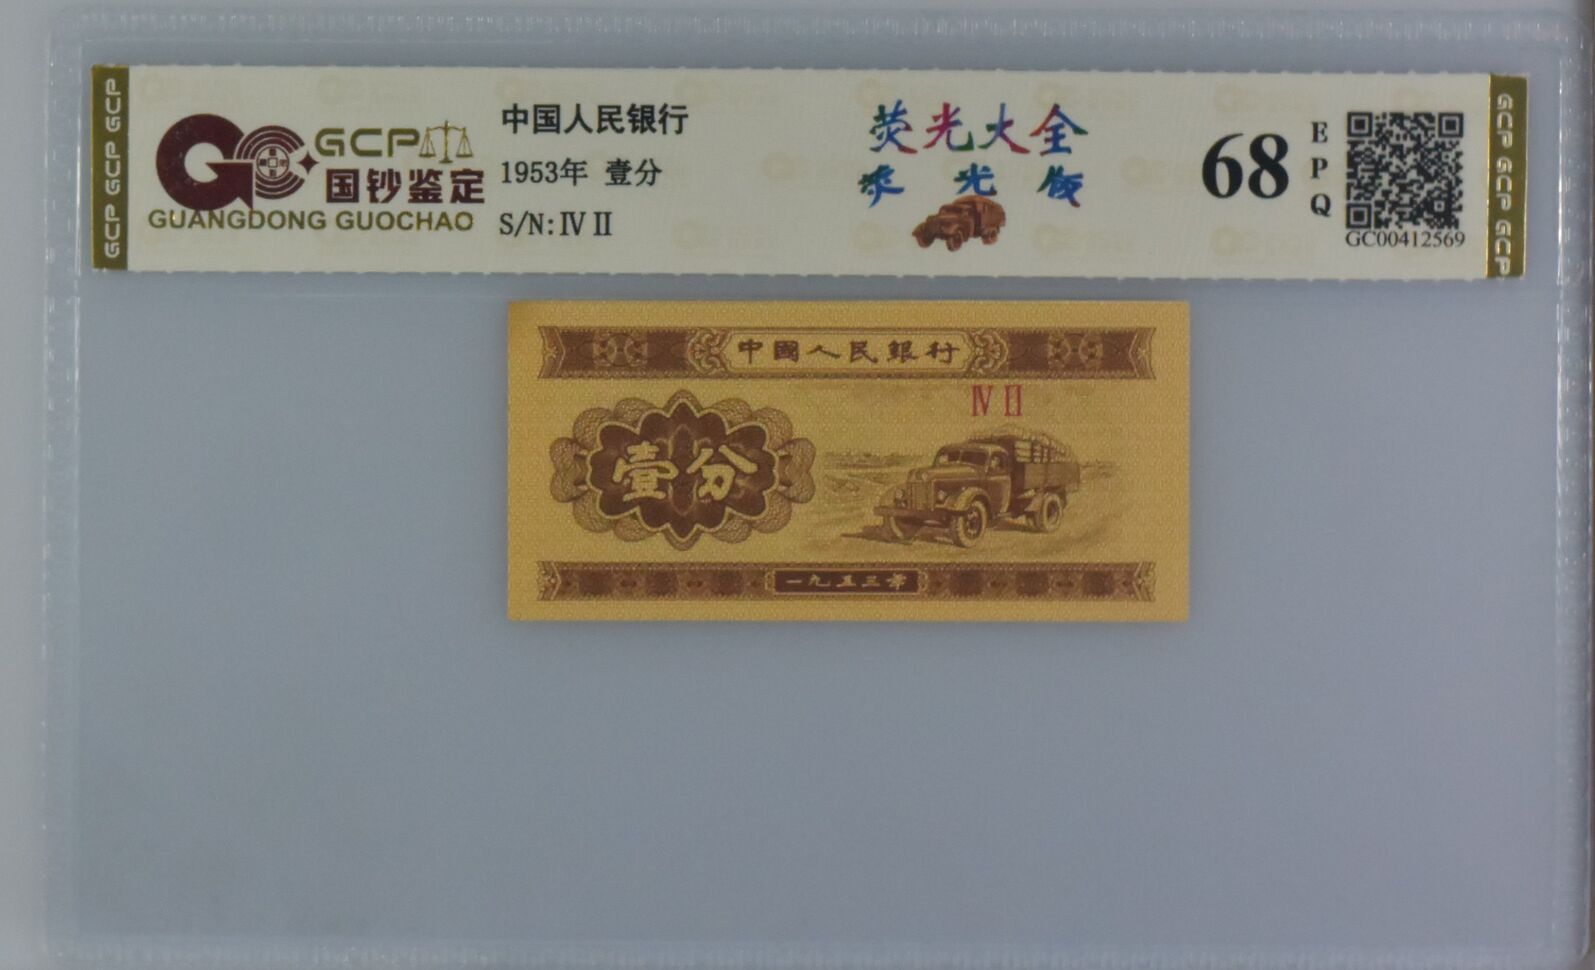 GCP GCP GCP
GCP
国钞鉴定
GUANGDONG GUOCHAO
中国人民银行
1953年 壹分
S/N: Ⅳ Ⅱ
荧光大全
荧光版
68
EPQ
GC00412569
GCP GCP GCP
中國人民銀行
Ⅳ Ⅱ
壹分
一九五三年